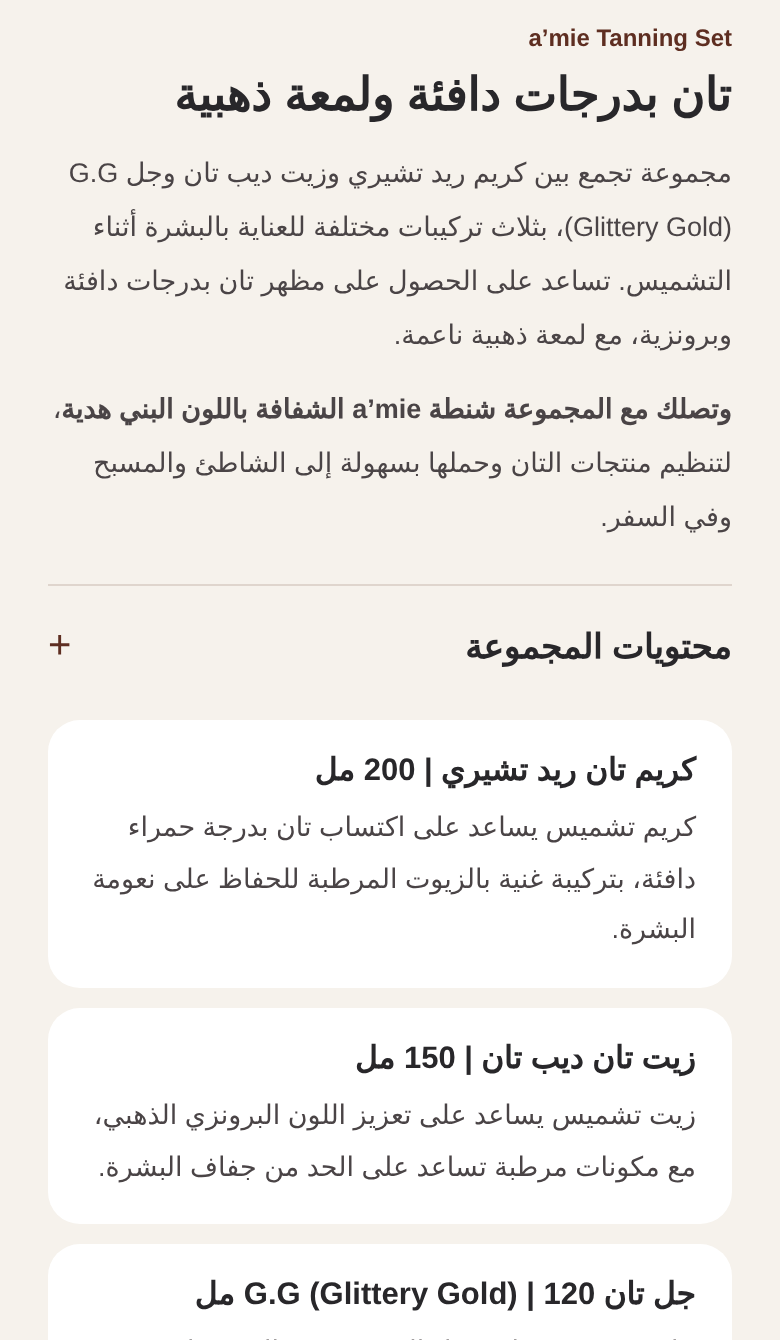 a’mie Tanning Set
تان بدرجات دافئة ولمعة ذهبية
مجموعة تجمع بين كريم ريد تشيري وزيت ديب تان وجل G.G
(Glittery Gold)، بثلاث تركيبات مختلفة للعناية بالبشرة أثناء
التشميس. تساعد على الحصول على مظهر تان بدرجات دافئة
وبرونزية، مع لمعة ذهبية ناعمة.
وتصلك مع المجموعة شنطة a’mie الشفافة باللون البني هدية،
لتنظيم منتجات التان وحملها بسهولة إلى الشاطئ والمسبح
وفي السفر.
محتويات المجموعة +
كريم تان ريد تشيري | 200 مل
كريم تشميس يساعد على اكتساب تان بدرجة حمراء
دافئة، بتركيبة غنية بالزيوت المرطبة للحفاظ على نعومة
البشرة.
زيت تان ديب تان | 150 مل
زيت تشميس يساعد على تعزيز اللون البرونزي الذهبي،
مع مكونات مرطبة تساعد على الحد من جفاف البشرة.
جل تان G.G (Glittery Gold) | 120 مل